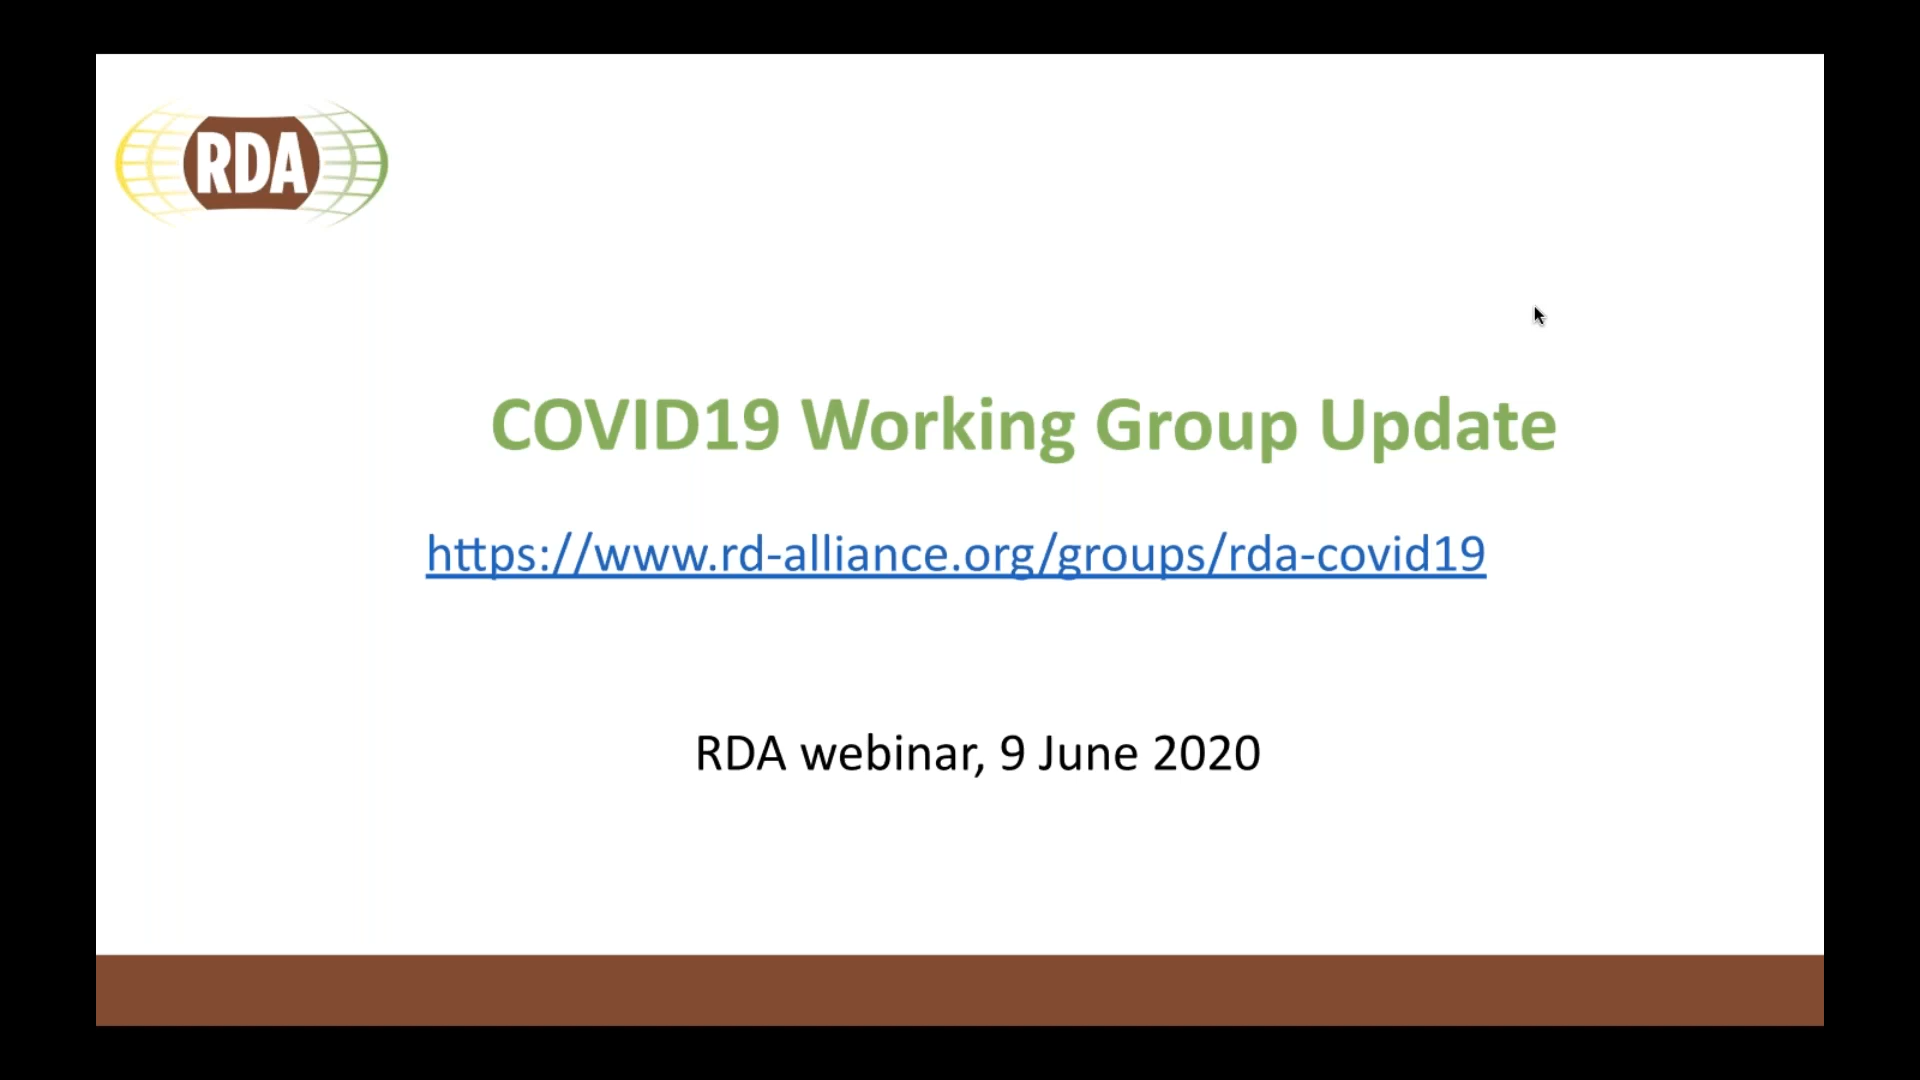 RDA
COVID19 Working Group Update
https://www.rd-alliance.org/groups/rda-covid19
RDA webinar, 9 June 2020